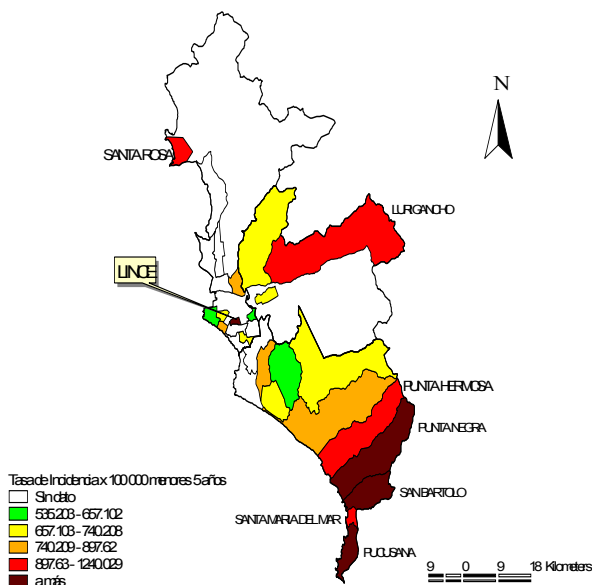 N
SANTA ROSA
LURIGANCHO
LINCE
PUNTA HERMOSA
PUNTA NEGRA
SAN BARTOLO
SANTA MARIA DEL MAR
PUCUSANA
Tasa de Incidencia x 100 000 menores 5 años
Sin dato
535.203 - 657.102
657.103 - 740.208
740.209 - 897.62
897.63 - 1240.029
a más
9 0 9 18 Kilometers